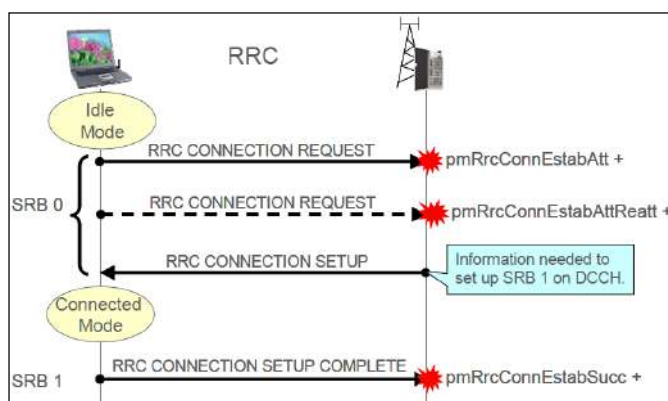 RRC
Idle
Mode
RRC CONNECTION REQUEST
pmRrcConnEstabAtt +
SRB 0
RRC CONNECTION REQUEST
pmRrcConnEstabAttReatt +
RRC CONNECTION SETUP
Information needed to
set up SRB 1 on DCCH.
Connected
Mode
RRC CONNECTION SETUP COMPLETE
pmRrcConnEstabSucc +
SRB 1